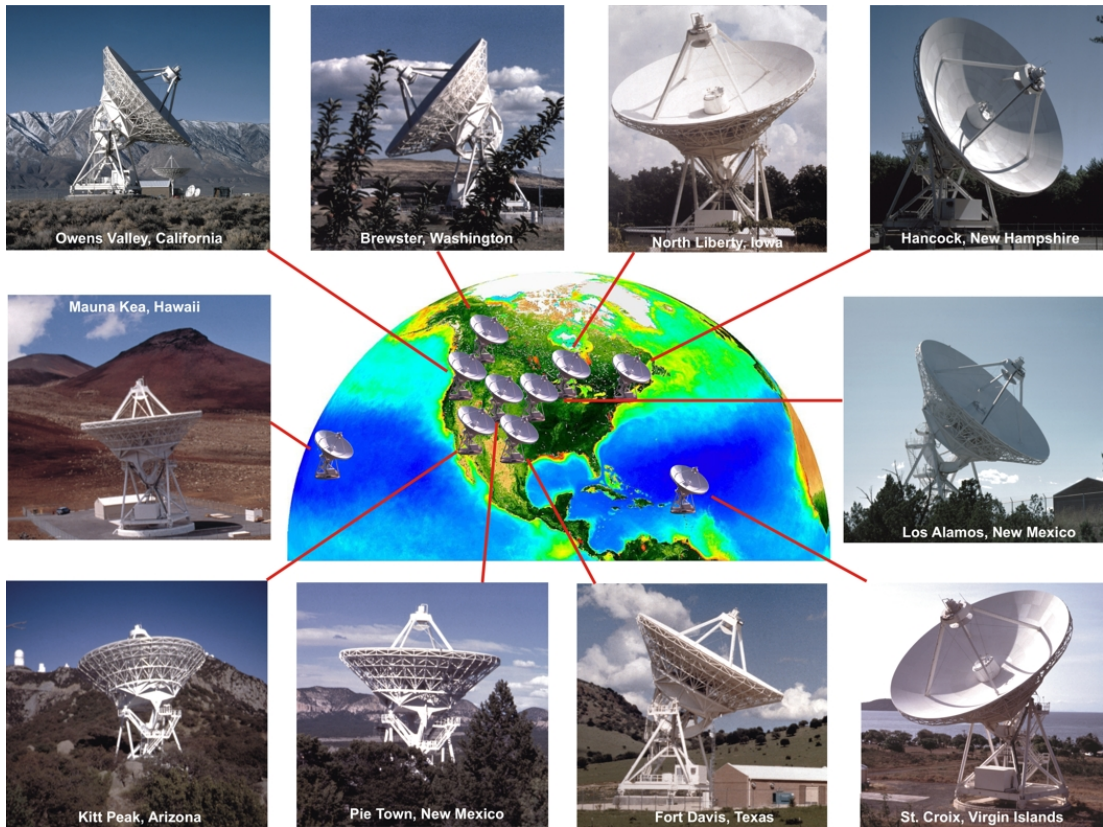 Owens Valley, California
Brewster, Washington
North Liberty, Iowa
Hancock, New Hampshire
Mauna Kea, Hawaii
Los Alamos, New Mexico
Kitt Peak, Arizona
Pie Town, New Mexico
Fort Davis, Texas
St. Croix, Virgin Islands